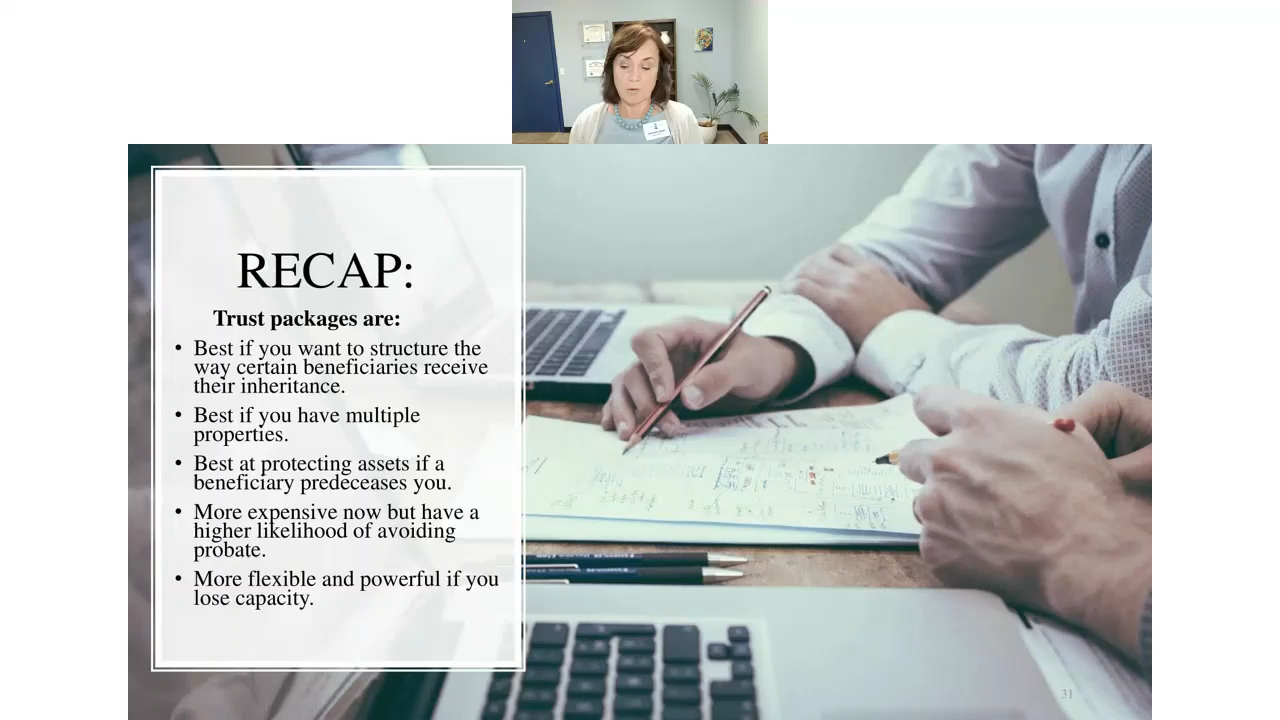 RECAP:
Trust packages are:
• Best if you want to structure the
way certain beneficiaries receive
their inheritance.
• Best if you have multiple
properties.
• Best at protecting assets if a
beneficiary predeceases you.
• More expensive now but have a
higher likelihood of avoiding
probate.
• More flexible and powerful if you
lose capacity.
31